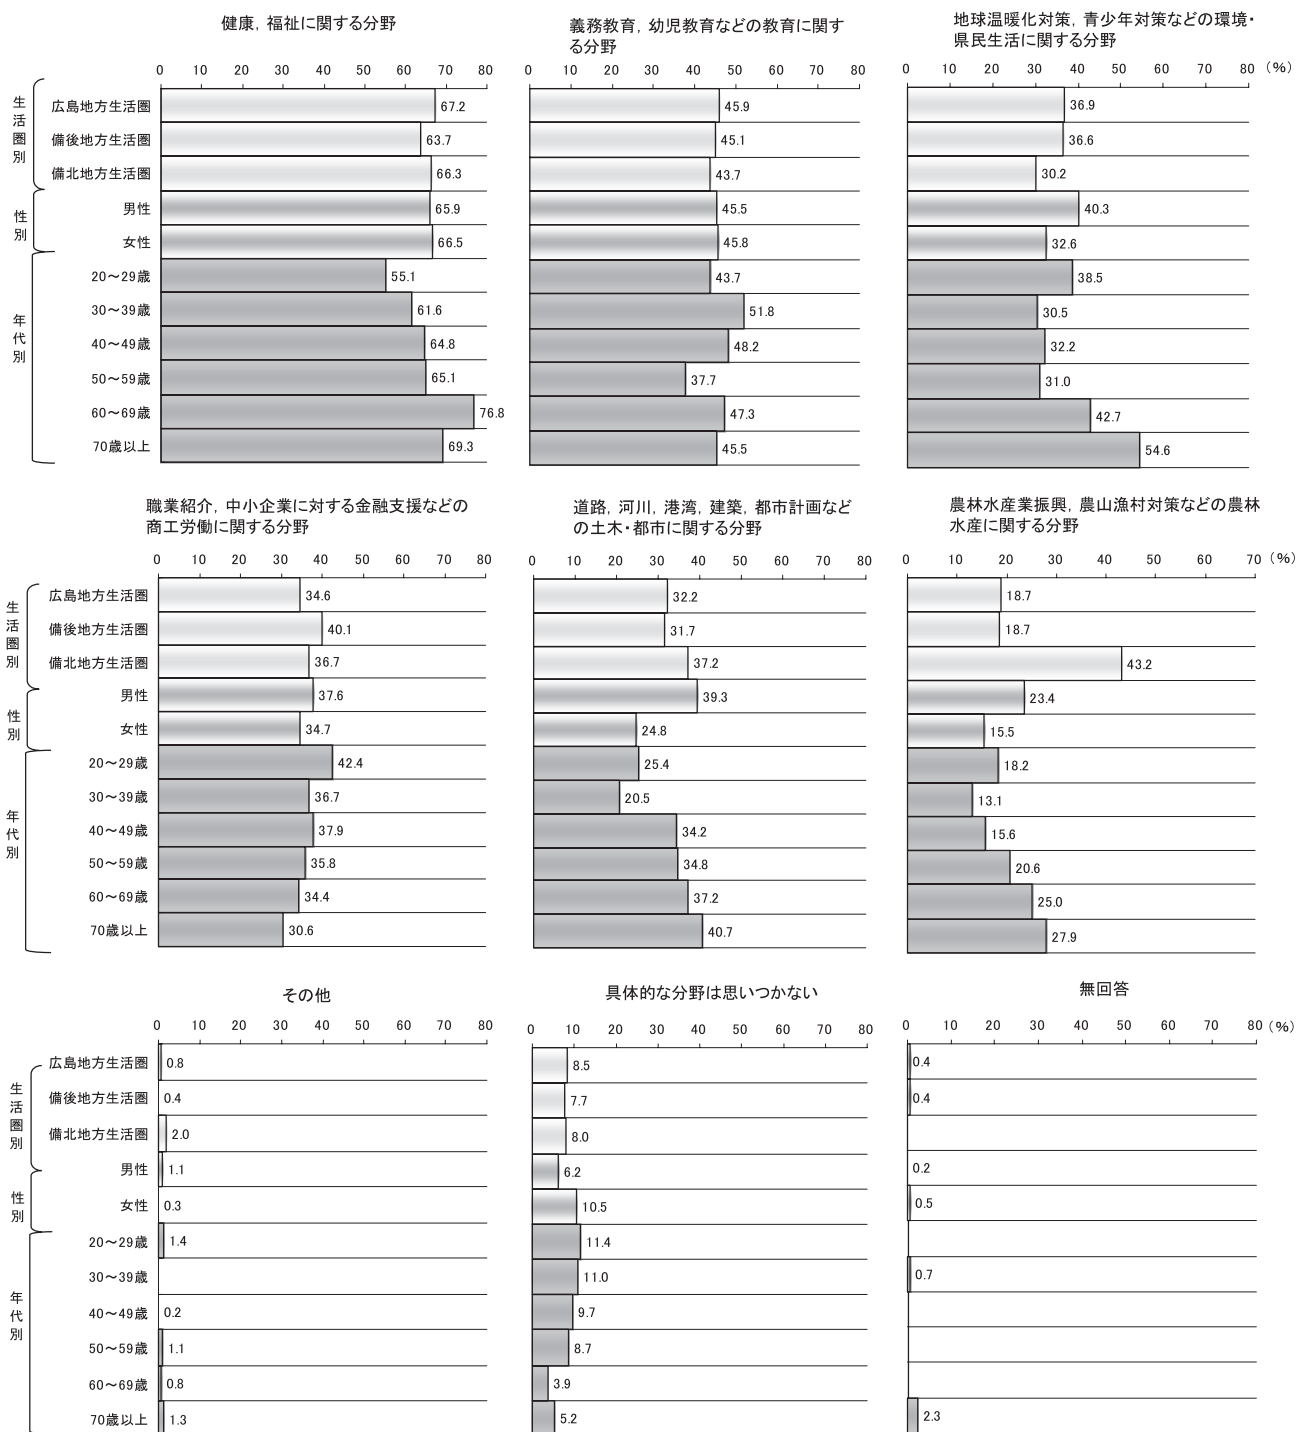 健康，福祉に関する分野
0 10 20 30 40 50 60 70 80
生活圏別
広島地方生活圏 67.2
備後地方生活圏 63.7
備北地方生活圏 66.3
性別
男性 65.9
女性 66.5
年代別
20～29歳 55.1
30～39歳 61.6
40～49歳 64.8
50～59歳 65.1
60～69歳 76.8
70歳以上 69.3
義務教育，幼児教育などの教育に関す
る分野
0 10 20 30 40 50 60 70 80
45.9
45.1
43.7
45.5
45.8
43.7
51.8
48.2
37.7
47.3
45.5
地球温暖化対策，青少年対策などの環境・
県民生活に関する分野
0 10 20 30 40 50 60 70 80 （％）
36.9
36.6
30.2
40.3
32.6
38.5
30.5
32.2
31.0
42.7
54.6
職業紹介，中小企業に対する金融支援などの
商工労働に関する分野
0 10 20 30 40 50 60 70 80
生活圏別
広島地方生活圏 34.6
備後地方生活圏 40.1
備北地方生活圏 36.7
性別
男性 37.6
女性 34.7
年代別
20～29歳 42.4
30～39歳 36.7
40～49歳 37.9
50～59歳 35.8
60～69歳 34.4
70歳以上 30.6
道路，河川，港湾，建築，都市計画など
の土木・都市に関する分野
0 10 20 30 40 50 60 70 80
32.2
31.7
37.2
39.3
24.8
25.4
20.5
34.2
34.8
37.2
40.7
農林水産業振興，農山漁村対策などの農林
水産に関する分野
0 10 20 30 40 50 60 70 （％）
18.7
18.7
43.2
23.4
15.5
18.2
13.1
15.6
20.6
25.0
27.9
その他
0 10 20 30 40 50 60 70 80
生活圏別
広島地方生活圏 0.8
備後地方生活圏 0.4
備北地方生活圏 2.0
性別
男性 1.1
女性 0.3
年代別
20～29歳 1.4
30～39歳
40～49歳 0.2
50～59歳 1.1
60～69歳 0.8
70歳以上 1.3
具体的な分野は思いつかない
0 10 20 30 40 50 60 70 80
8.5
7.7
8.0
6.2
10.5
11.4
11.0
9.7
8.7
3.9
5.2
無回答
0 10 20 30 40 50 60 70 80 （％）
0.4
0.4
0.2
0.5
0.7
2.3